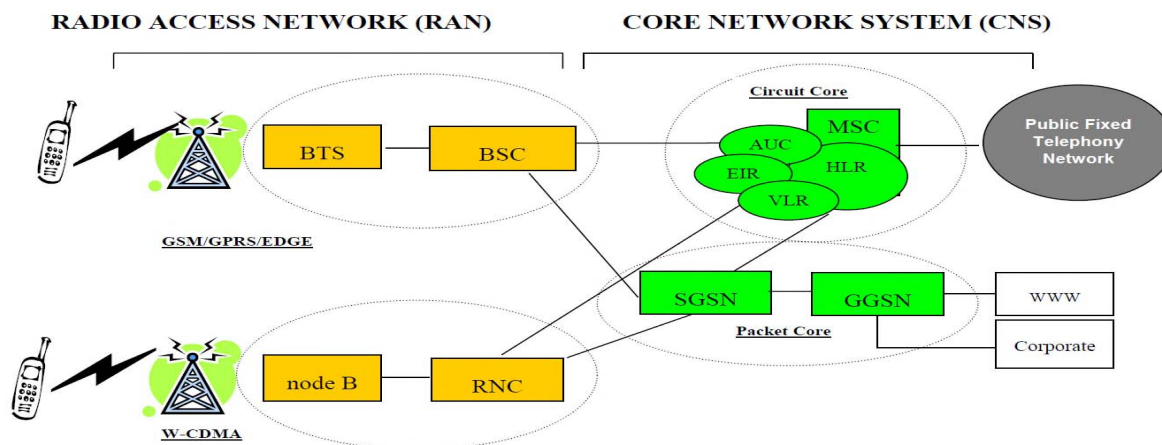 RADIO ACCESS NETWORK (RAN)
CORE NETWORK SYSTEM (CNS)
Circuit Core
MSC
AUC
EIR
HLR
VLR
Public Fixed
Telephony
Network
BTS
BSC
GSM/GPRS/EDGE
SGSN
GGSN
WWW
Packet Core
Corporate
node B
RNC
W-CDMA